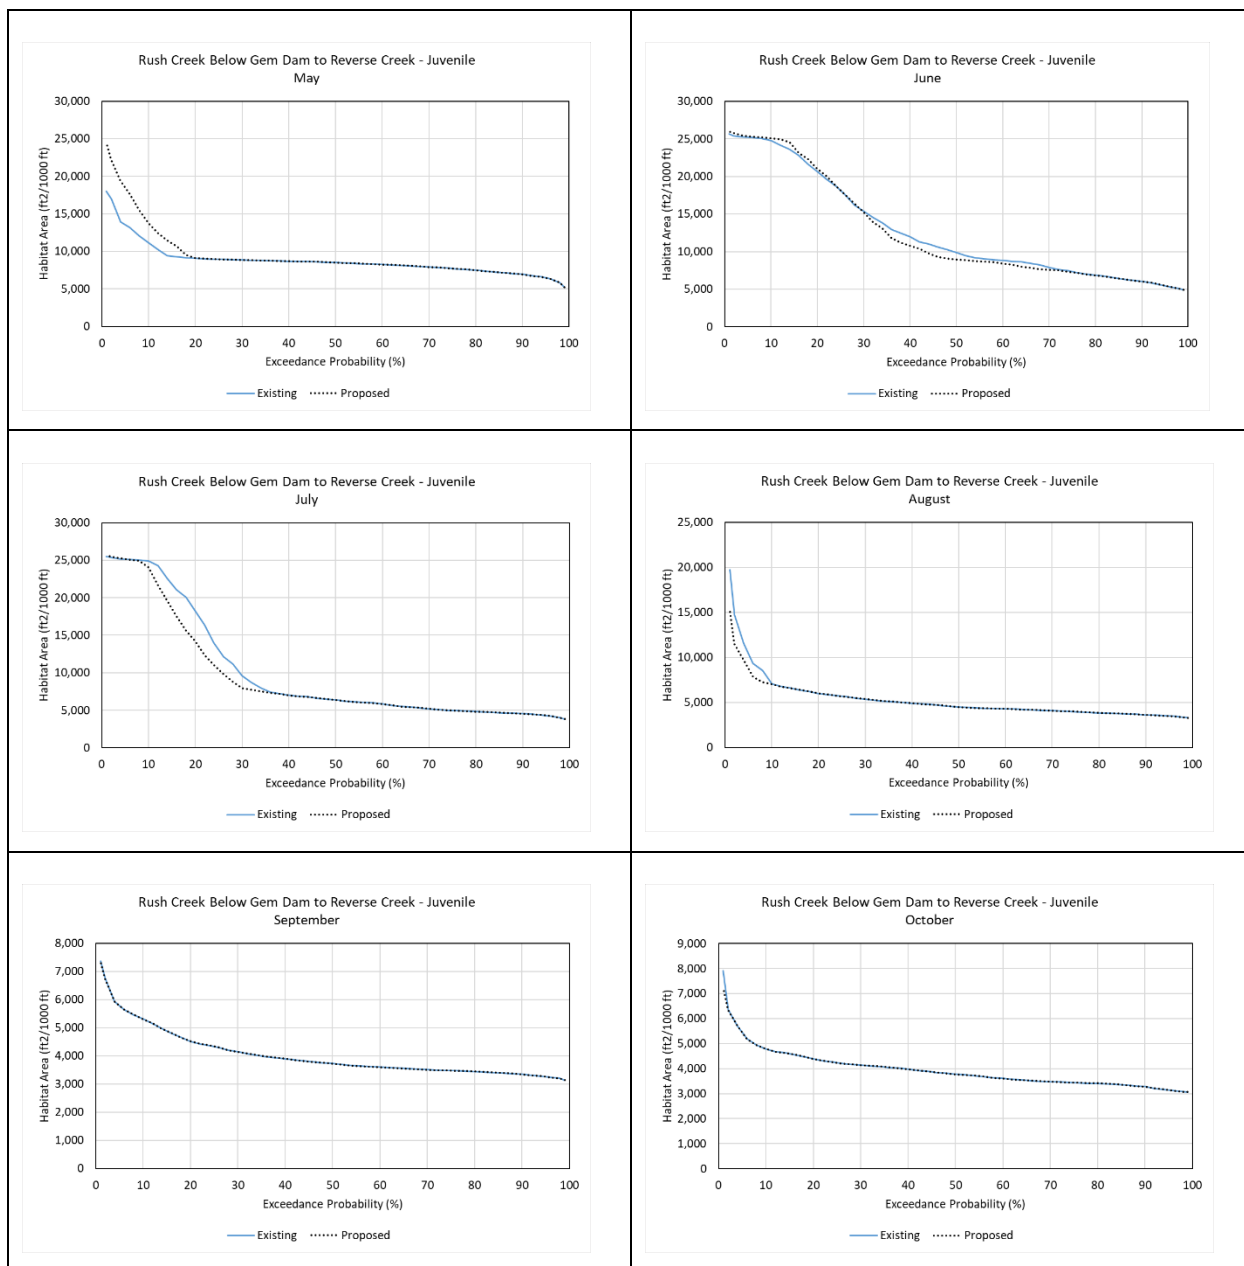 Rush Creek Below Gem Dam to Reverse Creek - Juvenile
May
30,000
25,000
20,000
15,000
10,000
5,000
0
Habitat Area (ft2/1000 ft)
0 10 20 30 40 50 60 70 80 90 100
Exceedance Probability (%)
Existing Proposed
Rush Creek Below Gem Dam to Reverse Creek - Juvenile
June
30,000
25,000
20,000
15,000
10,000
5,000
0
Habitat Area (ft2/1000 ft)
0 10 20 30 40 50 60 70 80 90 100
Exceedance Probability (%)
Existing Proposed
Rush Creek Below Gem Dam to Reverse Creek - Juvenile
July
30,000
25,000
20,000
15,000
10,000
5,000
0
Habitat Area (ft2/1000 ft)
0 10 20 30 40 50 60 70 80 90 100
Exceedance Probability (%)
Existing Proposed
Rush Creek Below Gem Dam to Reverse Creek - Juvenile
August
25,000
20,000
15,000
10,000
5,000
0
Habitat Area (ft2/1000 ft)
0 10 20 30 40 50 60 70 80 90 100
Exceedance Probability (%)
Existing Proposed
Rush Creek Below Gem Dam to Reverse Creek - Juvenile
September
8,000
7,000
6,000
5,000
4,000
3,000
2,000
1,000
0
Habitat Area (ft2/1000 ft)
0 10 20 30 40 50 60 70 80 90 100
Exceedance Probability (%)
Existing Proposed
Rush Creek Below Gem Dam to Reverse Creek - Juvenile
October
9,000
8,000
7,000
6,000
5,000
4,000
3,000
2,000
1,000
0
Habitat Area (ft2/1000 ft)
0 10 20 30 40 50 60 70 80 90 100
Exceedance Probability (%)
Existing Proposed